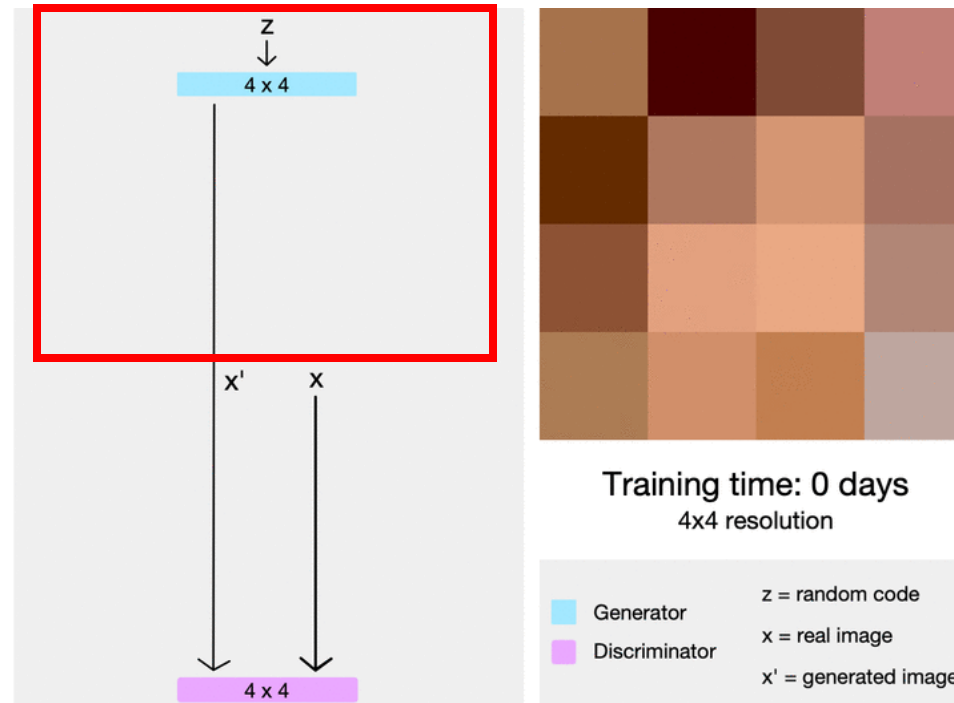 z
4 x 4
x'
x
4 x 4
Training time: 0 days
4x4 resolution
Generator
Discriminator
z = random code
x = real image
x' = generated image